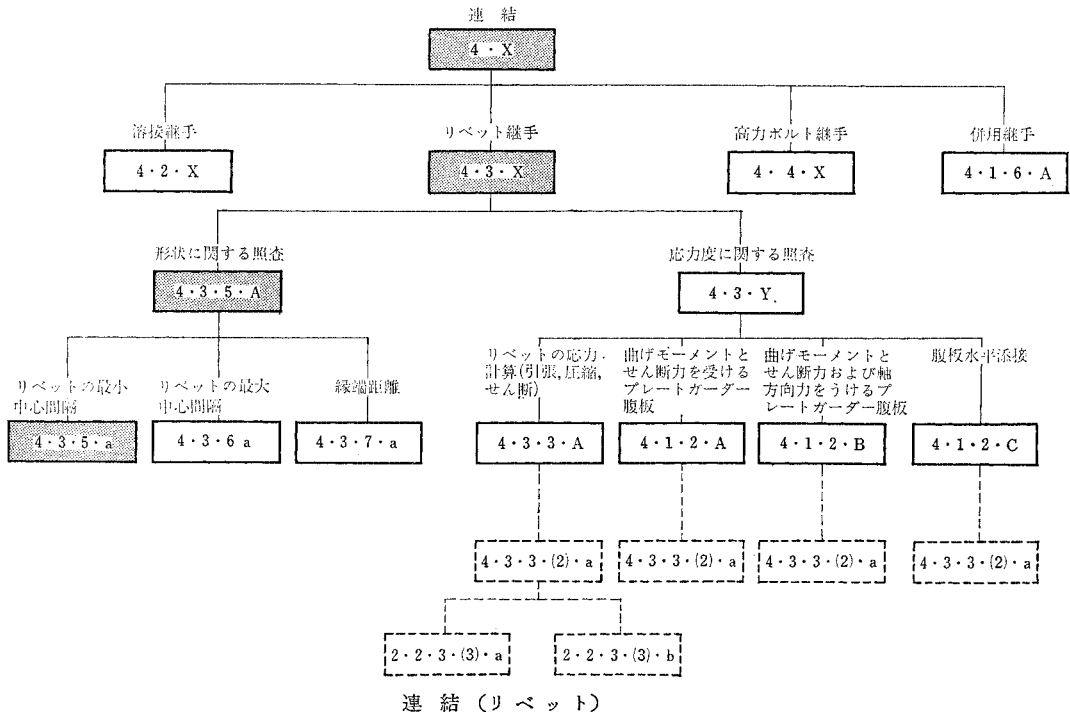 連結
4・X
溶接継手
4・2・X
リベット継手
4・3・X
高力ボルト継手
4・4・X
併用継手
4・1・6・A
形状に関する照査
4・3・5・A
応力度に関する照査
4・3・Y
リベットの最小
中心間隔
4・3・5・a
リベットの最大
中心間隔
4・3・6 a
縁端距離
4・3・7・a
リベットの応力
計算(引張, 圧縮,
せん断)
4・3・3・A
曲げモーメントと
せん断力を受ける
プレートガーダー
腹板
4・1・2・A
曲げモーメントと
せん断力および軸
方向力をうけるプ
レートガーダー腹板
4・1・2・B
腹板水平添接
4・1・2・C
4・3・3・(2)・a
4・3・3・(2)・a
4・3・3・(2)・a
4・3・3・(2)・a
2・2・3・(3)・a
2・2・3・(3)・b
連結(リベット)